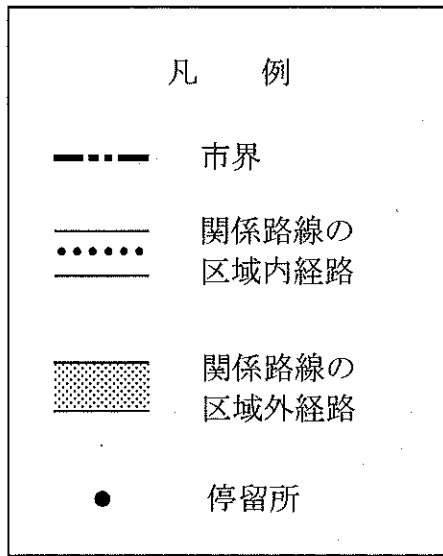 凡　例
市界
関係路線の
区域内経路
関係路線の
区域外経路
停留所